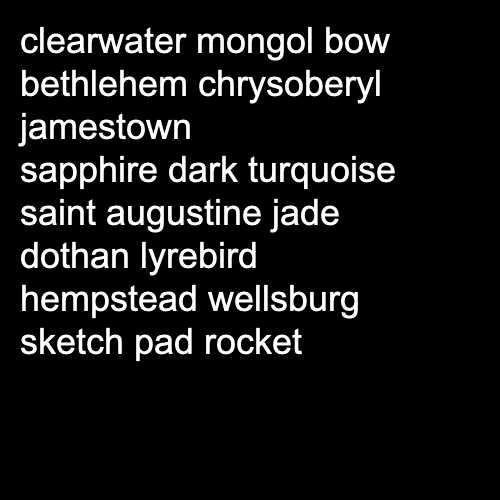 clearwater mongol bow
bethlehem chrysoberyl
jamestown
sapphire dark turquoise
saint augustine jade
dothan lyrebird
hempstead wellsburg
sketch pad rocket